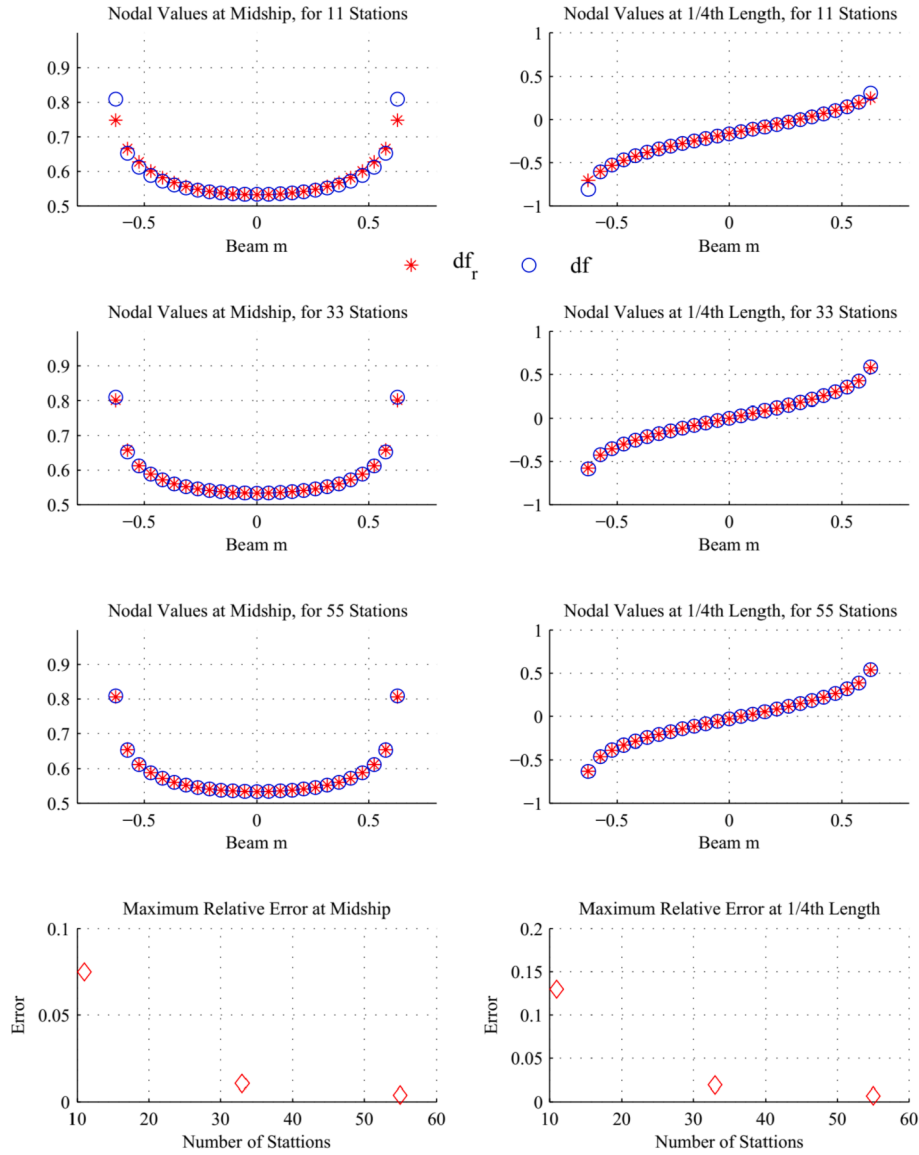 Nodal Values at Midship, for 11 Stations
0.9
0.8
0.7
0.6
0.5
−0.5 0 0.5
Beam m
Nodal Values at 1/4th Length, for 11 Stations
1
0.5
0
−0.5
−1
−0.5 0 0.5
Beam m
df_r df
Nodal Values at Midship, for 33 Stations
0.9
0.8
0.7
0.6
0.5
−0.5 0 0.5
Beam m
Nodal Values at 1/4th Length, for 33 Stations
1
0.5
0
−0.5
−1
−0.5 0 0.5
Beam m
Nodal Values at Midship, for 55 Stations
0.9
0.8
0.7
0.6
0.5
−0.5 0 0.5
Beam m
Nodal Values at 1/4th Length, for 55 Stations
1
0.5
0
−0.5
−1
−0.5 0 0.5
Beam m
Maximum Relative Error at Midship
0.1
0.05
0
Error
10 20 30 40 50 60
Number of Stattions
Maximum Relative Error at 1/4th Length
0.2
0.15
0.1
0.05
0
Error
10 20 30 40 50 60
Number of Stattions